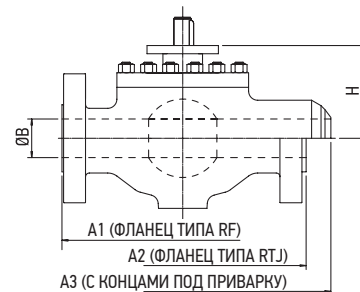 H
ØB
A1 (ФЛАНЕЦ ТИПА RF)
A2 (ФЛАНЕЦ ТИПА RTJ)
A3 (С КОНЦАМИ ПОД ПРИВАРКУ)